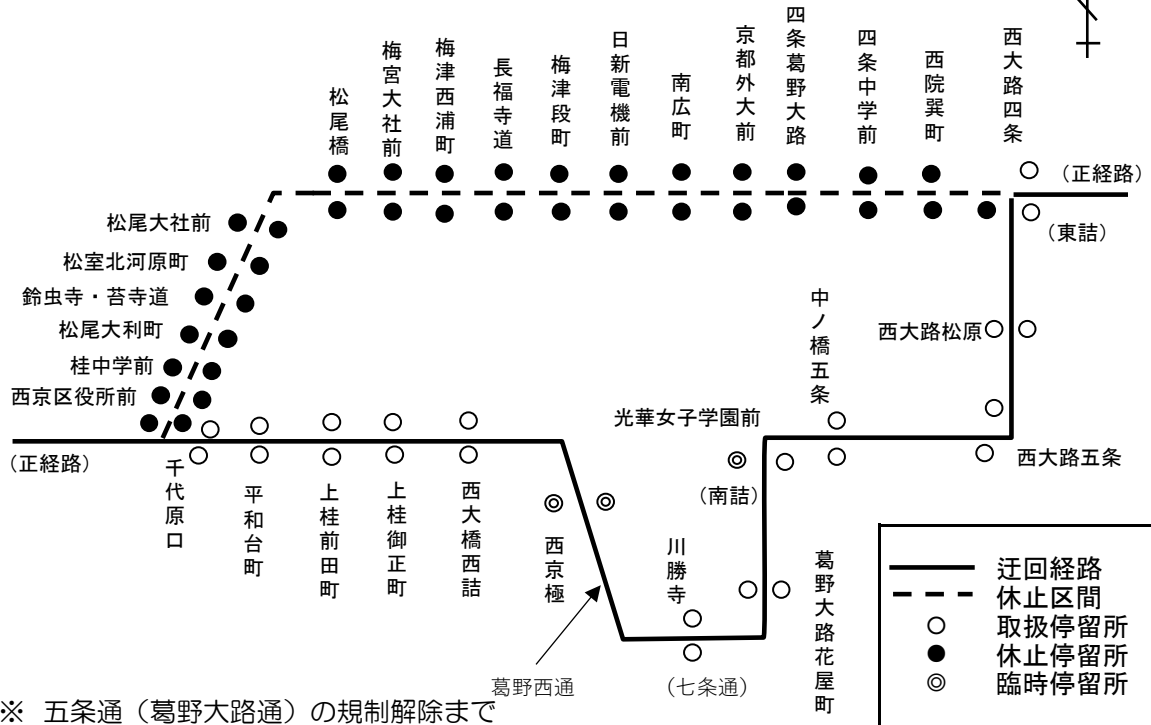 松尾橋
梅宮大社前
梅津西浦町
長福寺道
梅津段町
日新電機前
南広町
京都外大前
四条葛野大路
四条中学前
西院巽町
西大路四条
(正経路)
(東詰)
松尾大社前
松室北河原町
鈴虫寺・苔寺道
松尾大利町
桂中学前
西京区役所前
西大路松原
中ノ橋五条
光華女子学園前
(南詰)
西大路五条
(正経路)
千代原口
平和台町
上桂前田町
上桂御正町
西大橋西詰
西京極
川勝寺
葛野大路花屋町
葛野西通
(七条通)
迂回経路
休止区間
取扱停留所
休止停留所
臨時停留所
※ 五条通(葛野大路通)の規制解除まで